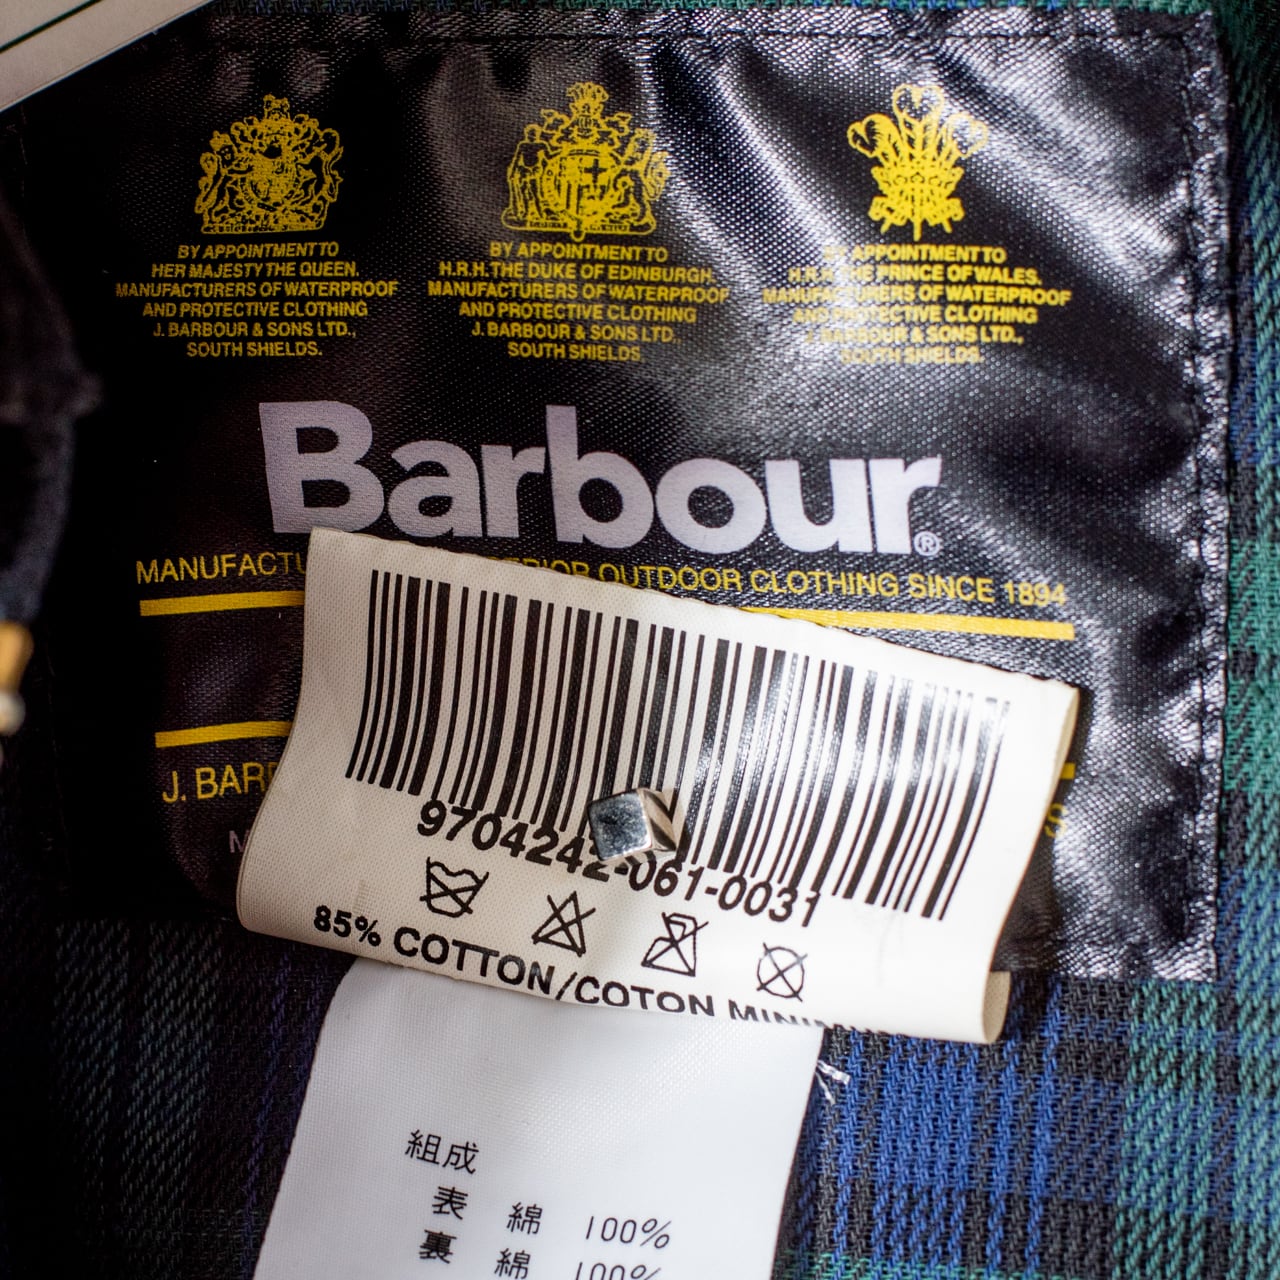 BY APPOINTMENT TO
HER MAJESTY THE QUEEN.
MANUFACTURERS OF WATERPROOF
AND PROTECTIVE CLOTHING
J. BARBOUR & SONS LTD.,
SOUTH SHIELDS.
BY APPOINTMENT TO
H.R.H. THE DUKE OF EDINBURGH.
MANUFACTURERS OF WATERPROOF
AND PROTECTIVE CLOTHING
J. BARBOUR & SONS LTD.,
SOUTH SHIELDS.
BY APPOINTMENT TO
H.R.H. THE PRINCE OF WALES.
MANUFACTURERS OF WATERPROOF
AND PROTECTIVE CLOTHING
J. BARBOUR & SONS LTD.,
SOUTH SHIELDS.
Barbour®
OUTDOOR CLOTHING SINCE 1894
J.
9704242-061-0031
85% COTTON/COTON
組成
表 綿 100%
裏 綿 100%